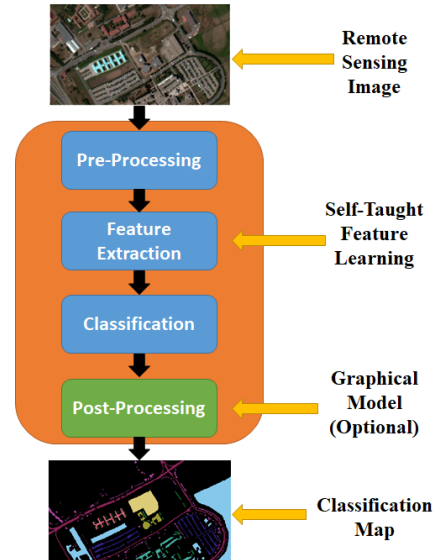 Remote
Sensing
Image
Pre-Processing
Feature
Extraction
Self-Taught
Feature
Learning
Classification
Post-Processing
Graphical
Model
(Optional)
Classification
Map